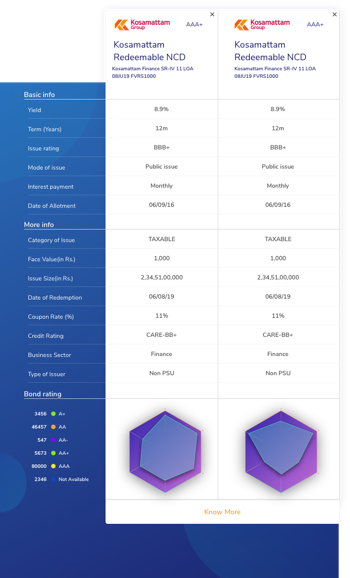 Kosamattam
Group
AAA+
×
Kosamattam
Redeemable NCD
Kosamattam Finance SR-IV 11 LOA
08IU19 FVRS1000
Kosamattam
Group
AAA+
×
Kosamattam
Redeemable NCD
Kosamattam Finance SR-IV 11 LOA
08IU19 FVRS1000
Basic info
Yield 8.9% 8.9%
Term (Years) 12m 12m
Issue rating BBB+ BBB+
Mode of issue Public issue Public issue
Interest payment Monthly Monthly
Date of Allotment 06/09/16 06/09/16
More info
Category of Issue TAXABLE TAXABLE
Face Value(in Rs.) 1,000 1,000
Issue Size(in Rs.) 2,34,51,00,000 2,34,51,00,000
Date of Redemption 06/08/19 06/08/19
Coupon Rate (%) 11% 11%
Credit Rating CARE-BB+ CARE-BB+
Business Sector Finance Finance
Type of Issuer Non PSU Non PSU
Bond rating
3456 A+
46457 AA
547 AA-
5673 AA+
80000 AAA
2346 Not Available
Know More